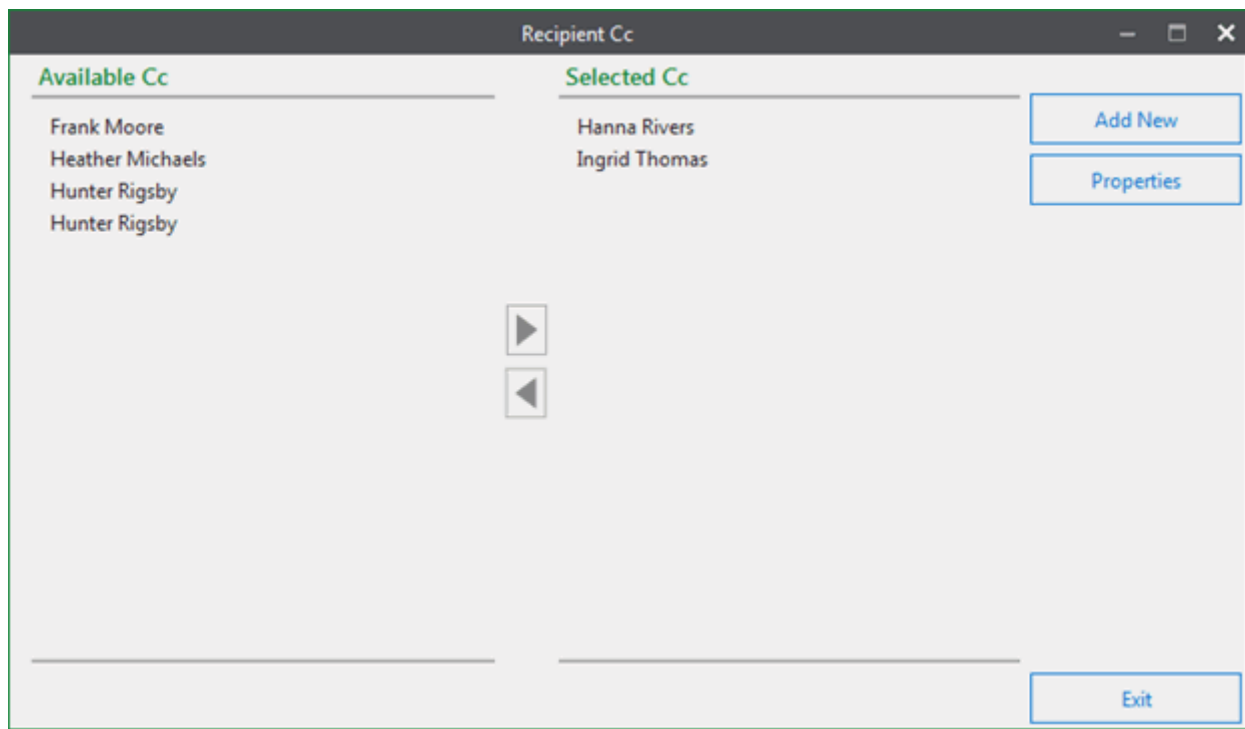 Recipient Cc
Available Cc
Frank Moore
Heather Michaels
Hunter Rigsby
Hunter Rigsby
Selected Cc
Hanna Rivers
Ingrid Thomas
Add New
Properties
Exit